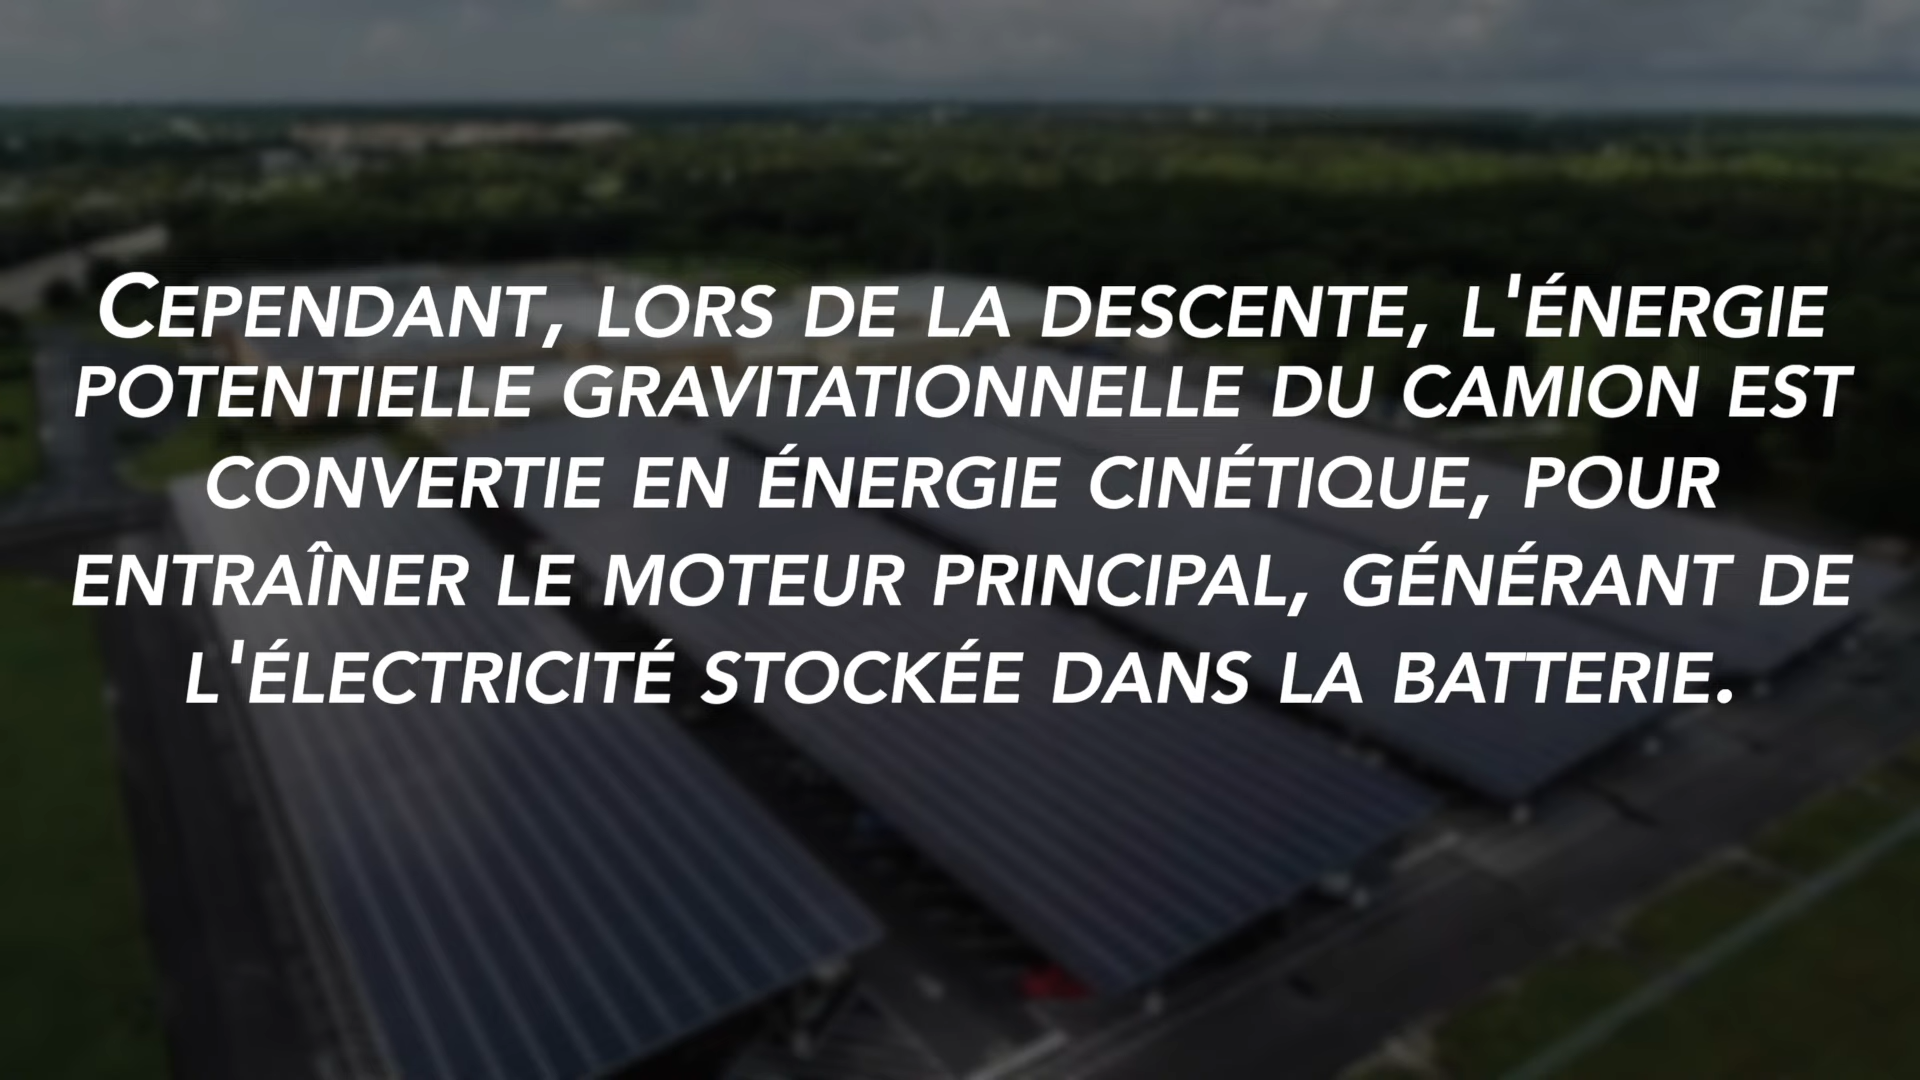 Cependant, lors de la descente, l'énergie
potentielle gravitationnelle du camion est
convertie en énergie cinétique, pour
entraîner le moteur principal, générant de
l'électricité stockée dans la batterie.